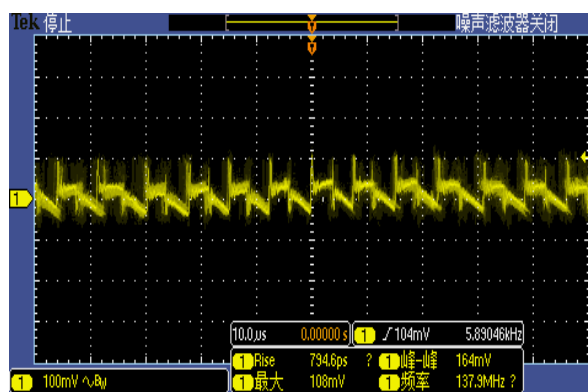 Tek 停止 噪声滤波器关闭
1
10.0µs 0.00000 s 1 104mV 5.89046kHz
1 Rise 794.6ps ? 1 峰-峰 164mV
1 100mV BW 1 最大 108mV 1 频率 137.9MHz ?